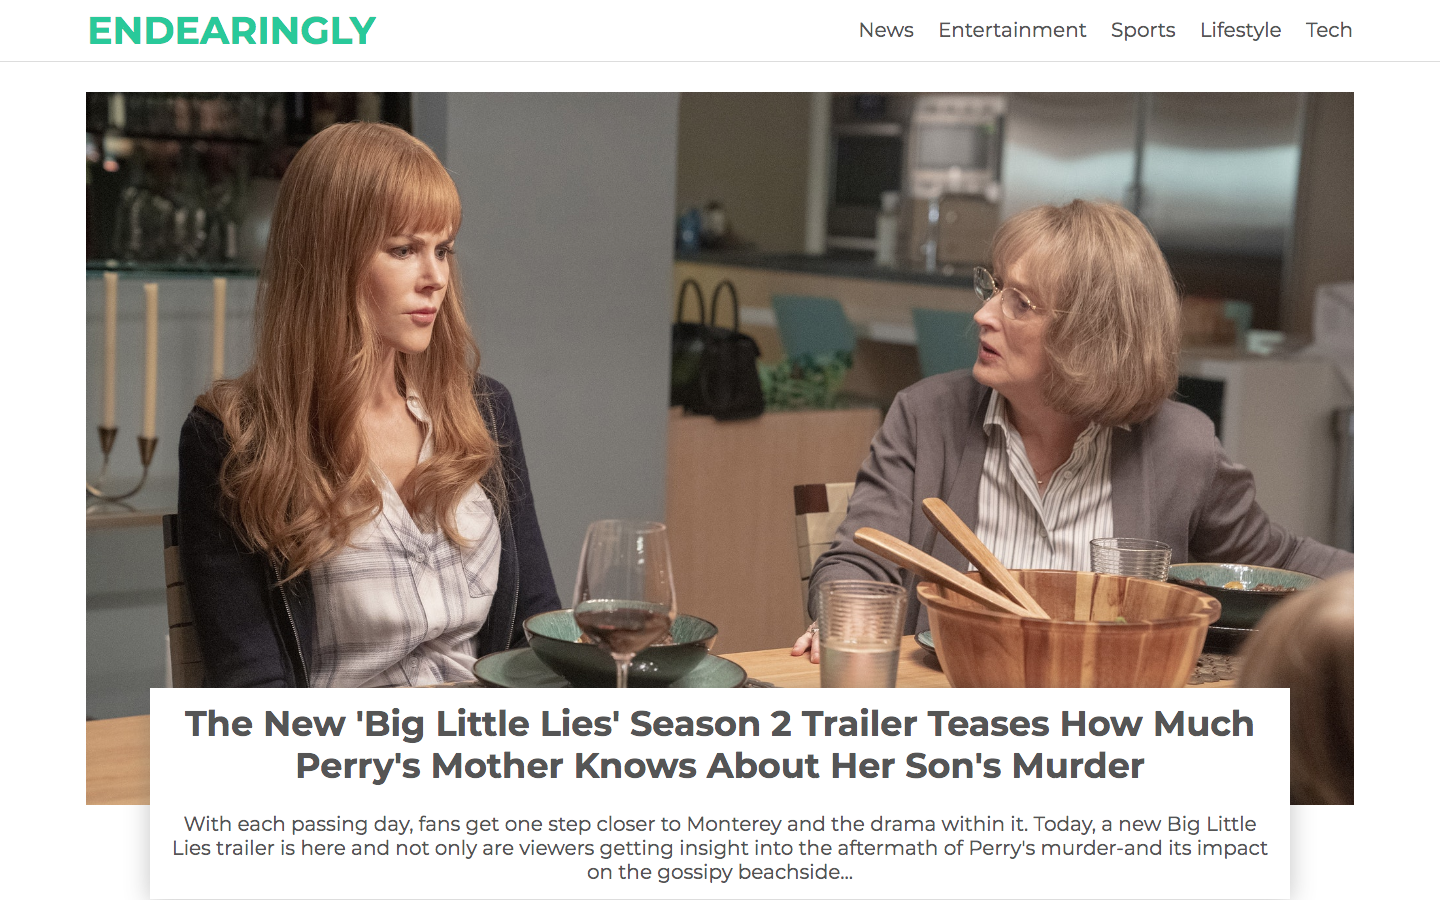 ENDEARINGLY
News Entertainment Sports Lifestyle Tech
The New 'Big Little Lies' Season 2 Trailer Teases How Much
Perry's Mother Knows About Her Son's Murder
With each passing day, fans get one step closer to Monterey and the drama within it. Today, a new Big Little
Lies trailer is here and not only are viewers getting insight into the aftermath of Perry's murder-and its impact
on the gossipy beachside...